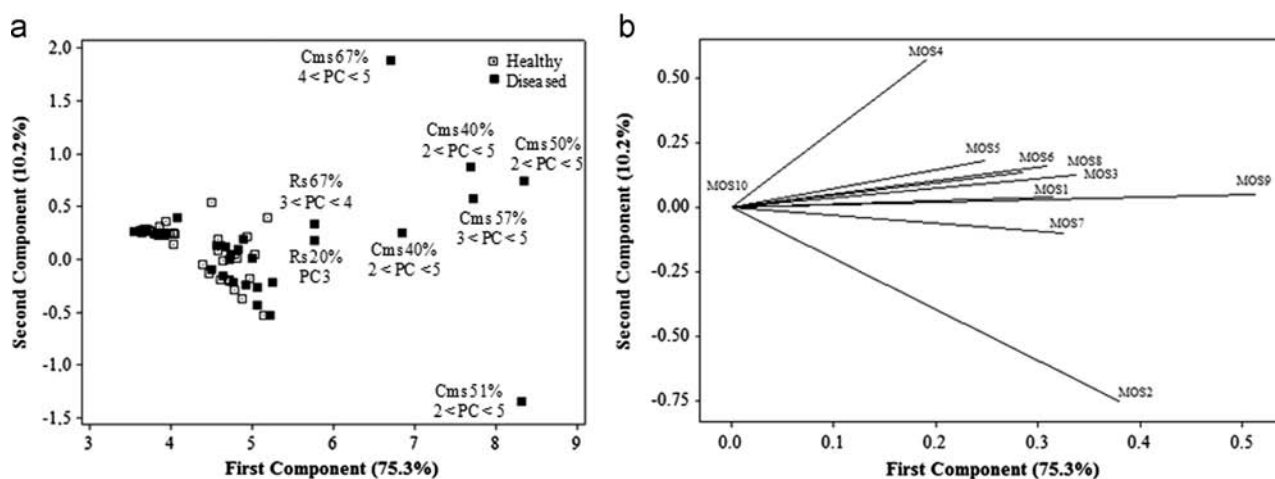 a
2.0
1.5
1.0
0.5
0.0
-0.5
-1.0
-1.5
Second Component (10.2%)
Cms67%
4<PC<5
Healthy
Diseased
Cms40%
2<PC<5
Cms50%
2<PC<5
Rs67%
3<PC<4
Cms57%
3<PC<5
Rs20%
PC3
Cms40%
2<PC<5
Cms51%
2<PC<5
3
4
5
6
7
8
9
First Component (75.3%)
b
0.50
0.25
0.00
-0.25
-0.50
-0.75
Second Component (10.2%)
MOS4
MOS5
MOS6
MOS8
MOS3
MOS10
MOS1
MOS9
MOS7
MOS2
0.0
0.1
0.2
0.3
0.4
0.5
First Component (75.3%)